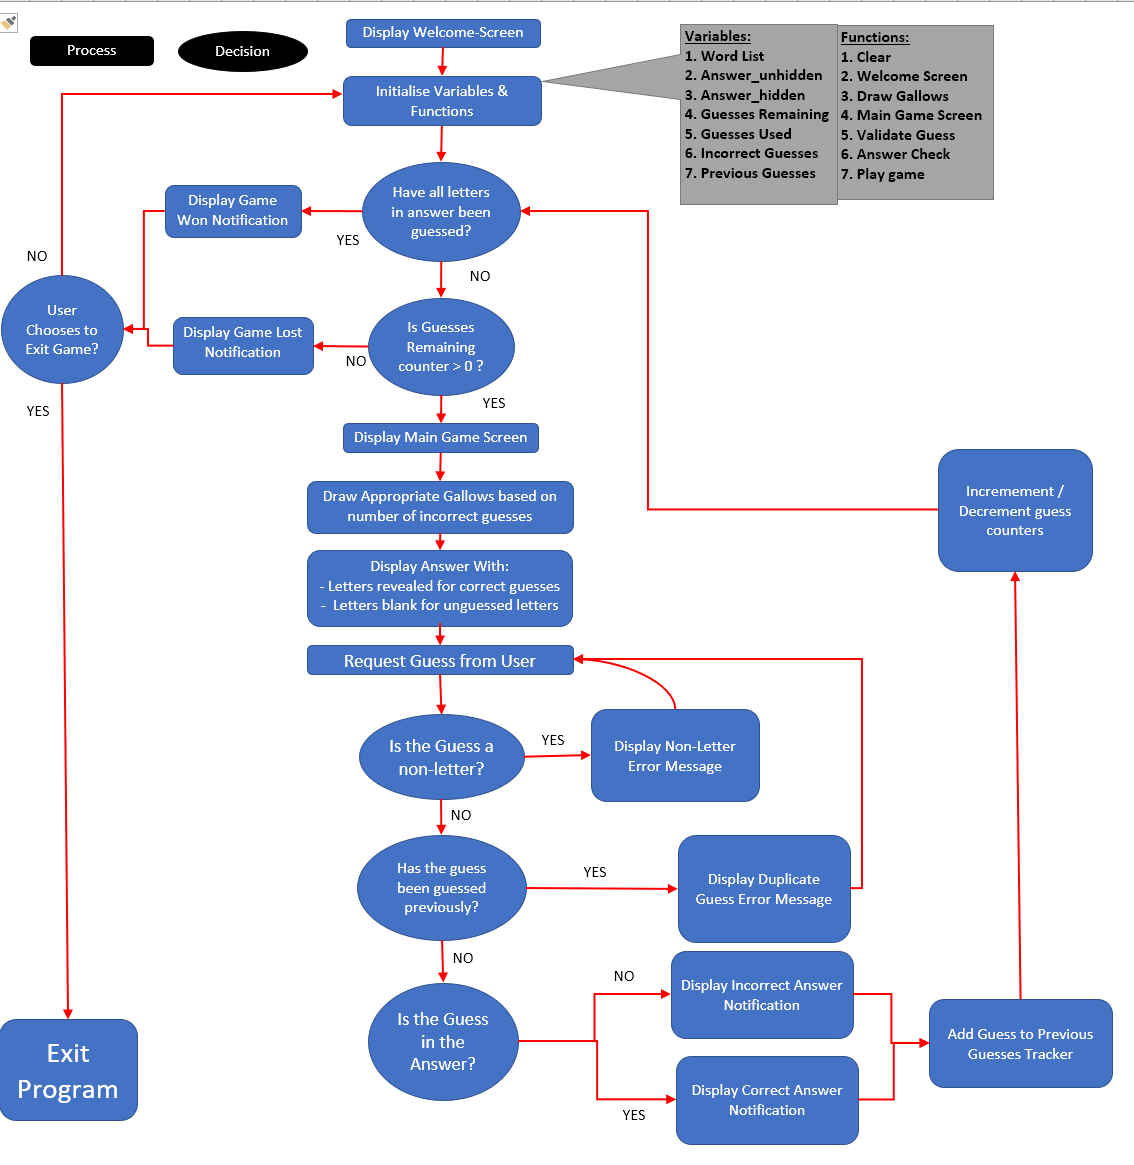 Process
Decision
Display Welcome-Screen
Initialise Variables &
Functions
Variables:
1. Word List
2. Answer_unhidden
3. Answer_hidden
4. Guesses Remaining
5. Guesses Used
6. Incorrect Guesses
7. Previous Guesses
Functions:
1. Clear
2. Welcome Screen
3. Draw Gallows
4. Main Game Screen
5. Validate Guess
6. Answer Check
7. Play game
Have all letters
in answer been
guessed?
YES
Display Game
Won Notification
NO
NO
User
Chooses to
Exit Game?
YES
Is Guesses
Remaining
counter > 0 ?
NO
Display Game Lost
Notification
YES
Display Main Game Screen
Draw Appropriate Gallows based on
number of incorrect guesses
Display Answer With:
- Letters revealed for correct guesses
- Letters blank for unguessed letters
Request Guess from User
Is the Guess a
non-letter?
YES
Display Non-Letter
Error Message
NO
Has the guess
been guessed
previously?
YES
Display Duplicate
Guess Error Message
NO
Is the Guess
in the
Answer?
NO
Display Incorrect Answer
Notification
YES
Display Correct Answer
Notification
Add Guess to Previous
Guesses Tracker
Incremement /
Decrement guess
counters
Exit
Program